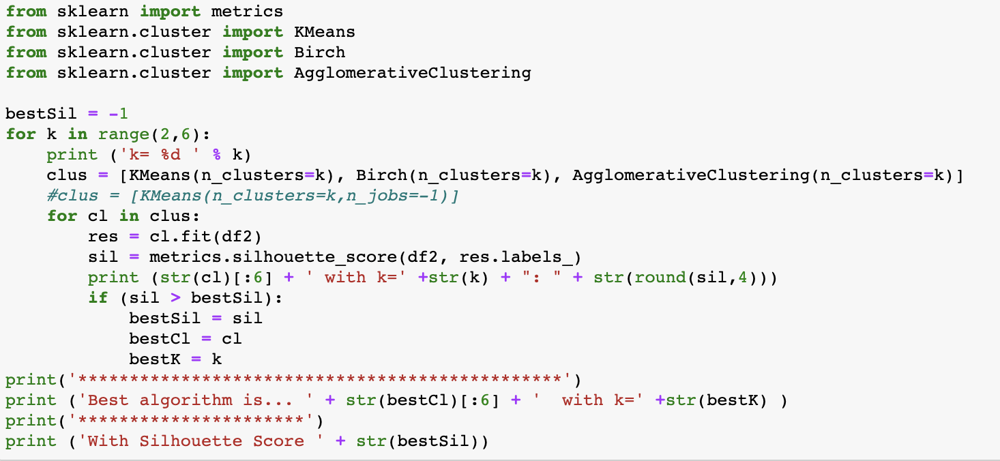 from sklearn import metrics
from sklearn.cluster import KMeans
from sklearn.cluster import Birch
from sklearn.cluster import AgglomerativeClustering

bestSil = -1
for k in range(2,6):
    print ('k= %d ' % k)
    clus = [KMeans(n_clusters=k), Birch(n_clusters=k), AgglomerativeClustering(n_clusters=k)]
    #clus = [KMeans(n_clusters=k,n_jobs=-1)]
    for cl in clus:
        res = cl.fit(df2)
        sil = metrics.silhouette_score(df2, res.labels_)
        print (str(cl)[:6] + ' with k=' +str(k) + ": " + str(round(sil,4)))
        if (sil > bestSil):
            bestSil = sil
            bestCl = cl
            bestK = k
print('***********************************************')
print ('Best algorithm is... ' + str(bestCl)[:6] + '  with k=' +str(bestK) )
print('**********************')
print ('With Silhouette Score ' + str(bestSil))